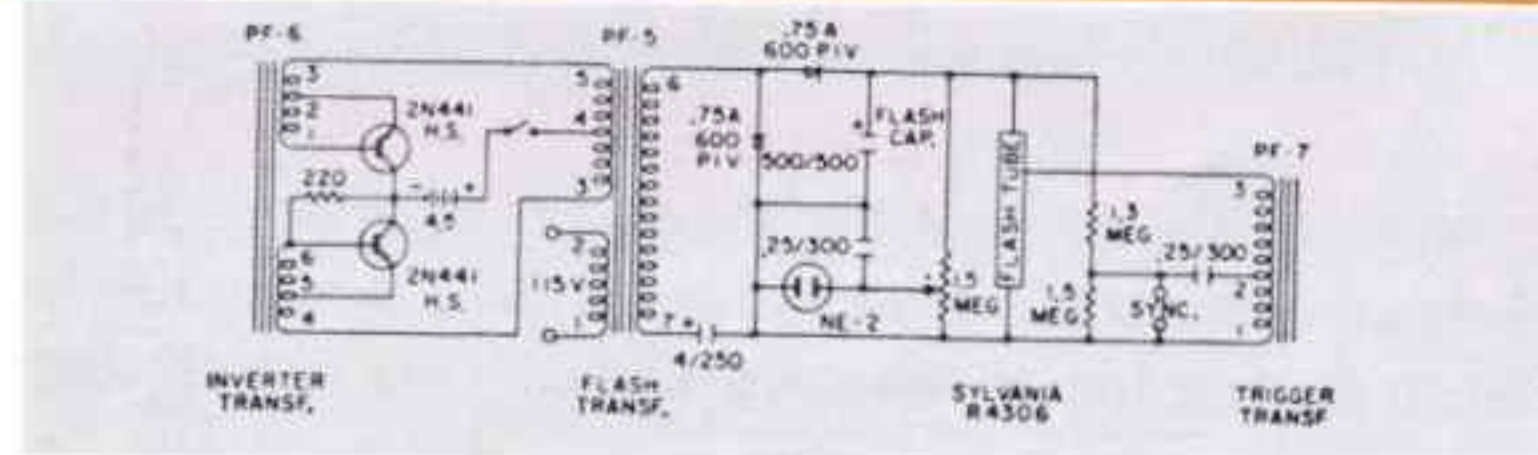 PF-6
PF-5
.75 A
600 PIV
3
2
1
2N441
H.S.
5
4
3
6
.75A
600
PIV
+ FLASH
CAP.
500/500
PF-7
220
- +
4.5
FLASH TUBE
3
1.5
MEG
.25/300
2
1
6
5
4
2N441
H.S.
2
115V
1
.25/300
NE-2
1.5
MEG
1.5
MEG
SYNC.
7 +
4/250
INVERTER
TRANSF.
FLASH
TRANSF.
SYLVANIA
R4306
TRIGGER
TRANSF